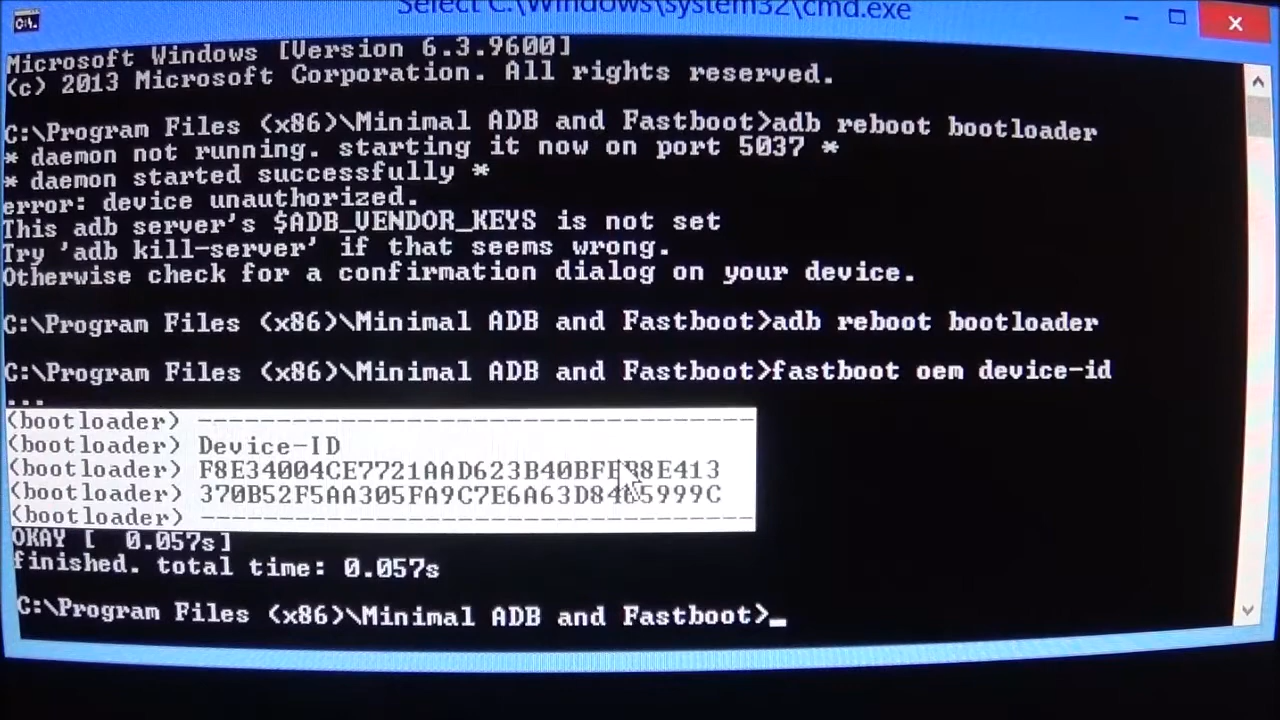 Select C:\Windows\system32\cmd.exe
Microsoft Windows [Version 6.3.9600]
(c) 2013 Microsoft Corporation. All rights reserved.
C:\Program Files (x86)\Minimal ADB and Fastboot>adb reboot bootloader
* daemon not running. starting it now on port 5037 *
* daemon started successfully *
error: device unauthorized.
This adb server's $ADB_VENDOR_KEYS is not set
Try 'adb kill-server' if that seems wrong.
Otherwise check for a confirmation dialog on your device.
C:\Program Files (x86)\Minimal ADB and Fastboot>adb reboot bootloader
C:\Program Files (x86)\Minimal ADB and Fastboot>fastboot oem device-id
...
(bootloader) ----------------------------------
(bootloader) Device-ID
(bootloader)
(bootloader)
(bootloader) ----------------------------------
OKAY [  0.057s]
finished. total time: 0.057s
C:\Program Files (x86)\Minimal ADB and Fastboot>_